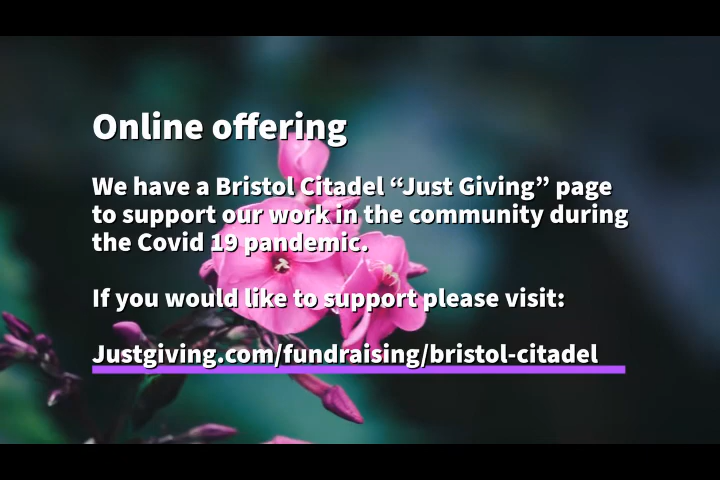 Online offering
We have a Bristol Citadel “Just Giving” page
to support our work in the community during
the Covid 19 pandemic.
If you would like to support please visit:
Justgiving.com/fundraising/bristol-citadel